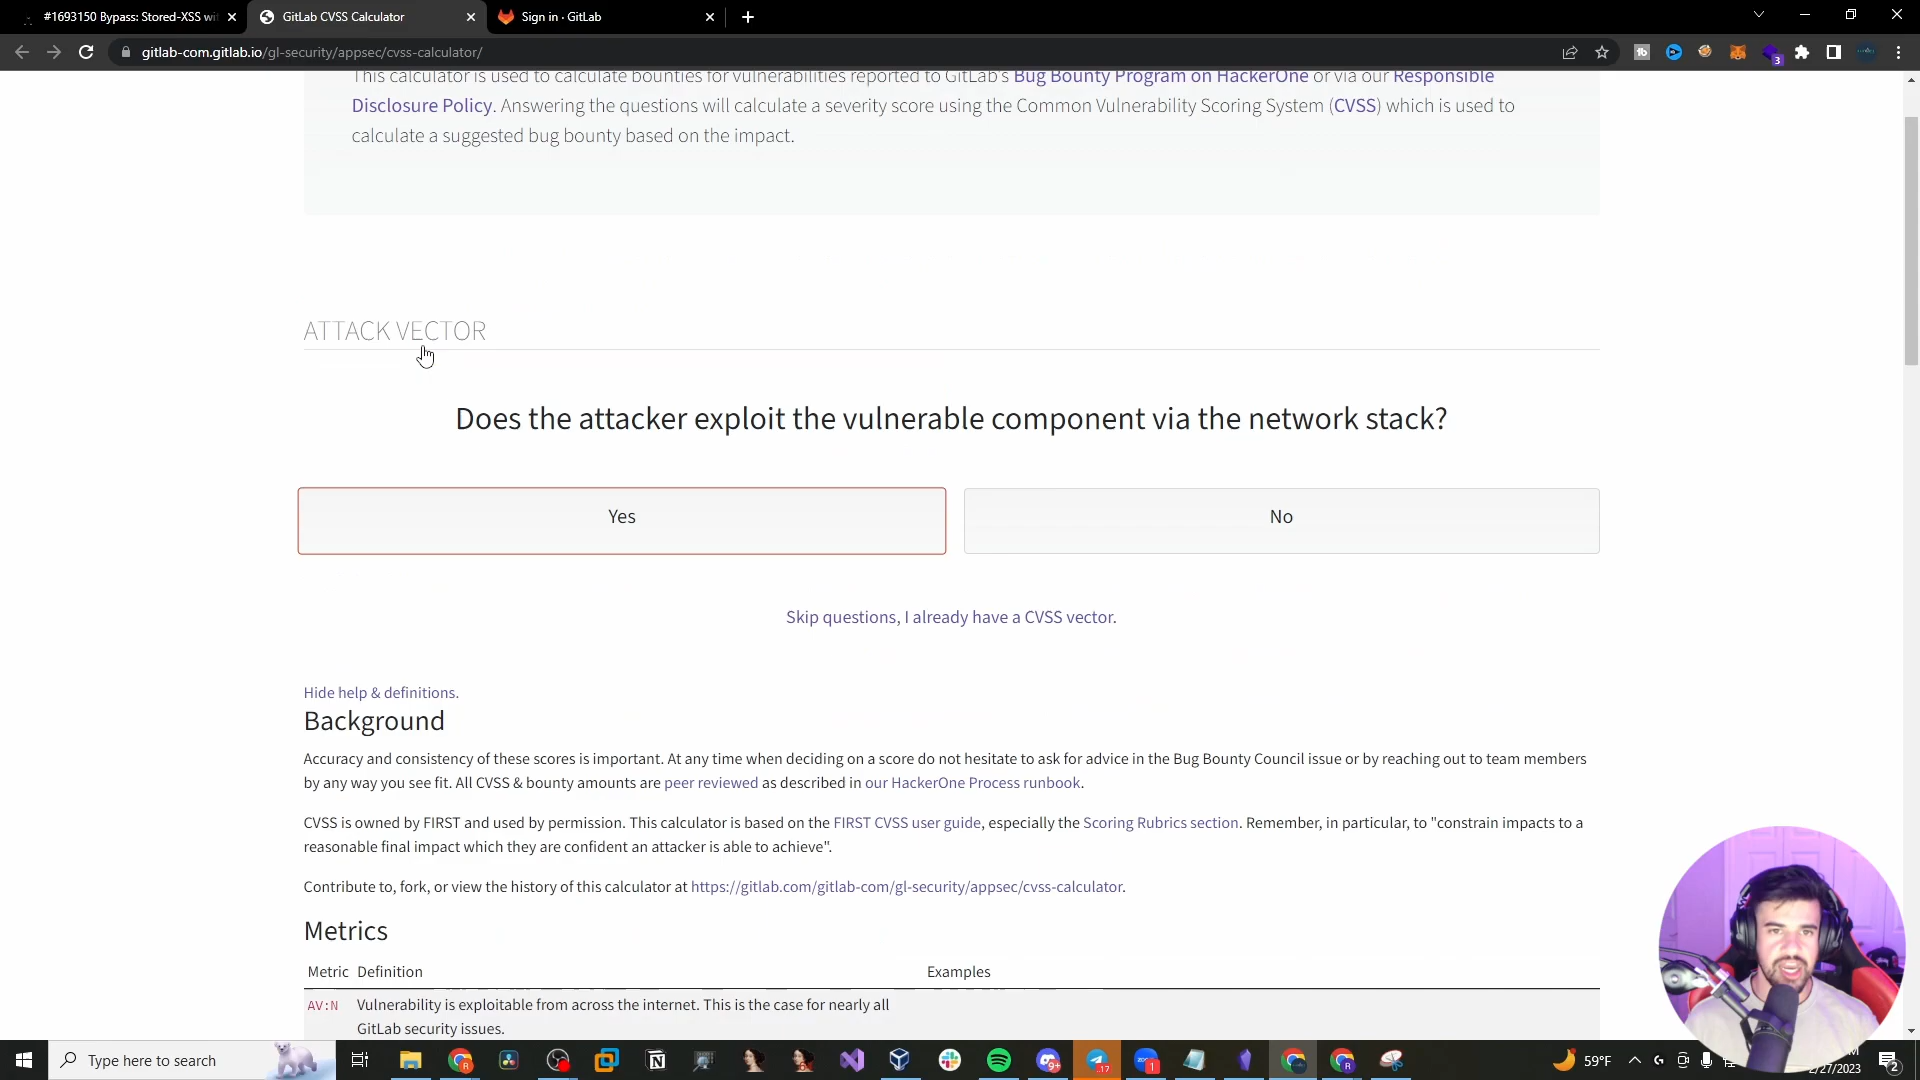 #1693150 Bypass: Stored-XSS wi
GitLab CVSS Calculator
Sign in · GitLab
gitlab-com.gitlab.io/gl-security/appsec/cvss-calculator/
3
This calculator is used to calculate bounties for vulnerabilities reported to GitLab's Bug Bounty Program on HackerOne or via our Responsible
Disclosure Policy. Answering the questions will calculate a severity score using the Common Vulnerability Scoring System (CVSS) which is used to
calculate a suggested bug bounty based on the impact.
ATTACK VECTOR
Does the attacker exploit the vulnerable component via the network stack?
Yes
No
Skip questions, I already have a CVSS vector.
Hide help & definitions.
Background
Accuracy and consistency of these scores is important. At any time when deciding on a score do not hesitate to ask for advice in the Bug Bounty Council issue or by reaching out to team members
by any way you see fit. All CVSS & bounty amounts are peer reviewed as described in our HackerOne Process runbook.
CVSS is owned by FIRST and used by permission. This calculator is based on the FIRST CVSS user guide, especially the Scoring Rubrics section. Remember, in particular, to "constrain impacts to a
reasonable final impact which they are confident an attacker is able to achieve".
Contribute to, fork, or view the history of this calculator at https://gitlab.com/gitlab-com/gl-security/appsec/cvss-calculator.
Metrics
Metric Definition Examples
AV:N Vulnerability is exploitable from across the internet. This is the case for nearly all
GitLab security issues.
Type here to search
59°F
2/27/2023
2